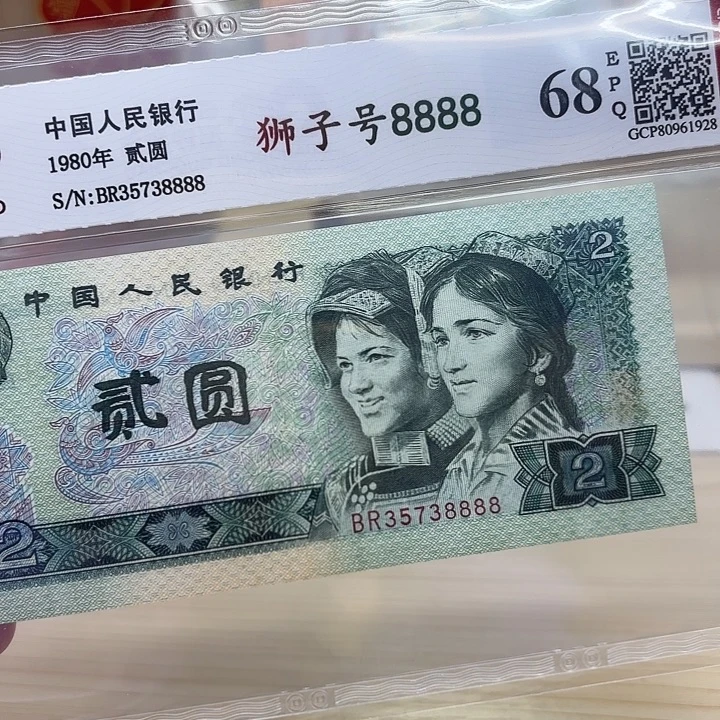 中国人民银行
1980年 贰圆
S/N:BR35738888
狮子号8888
68
EPQ
GCP80961928
中国人民银行
贰圆
2
2
2
BR35738888